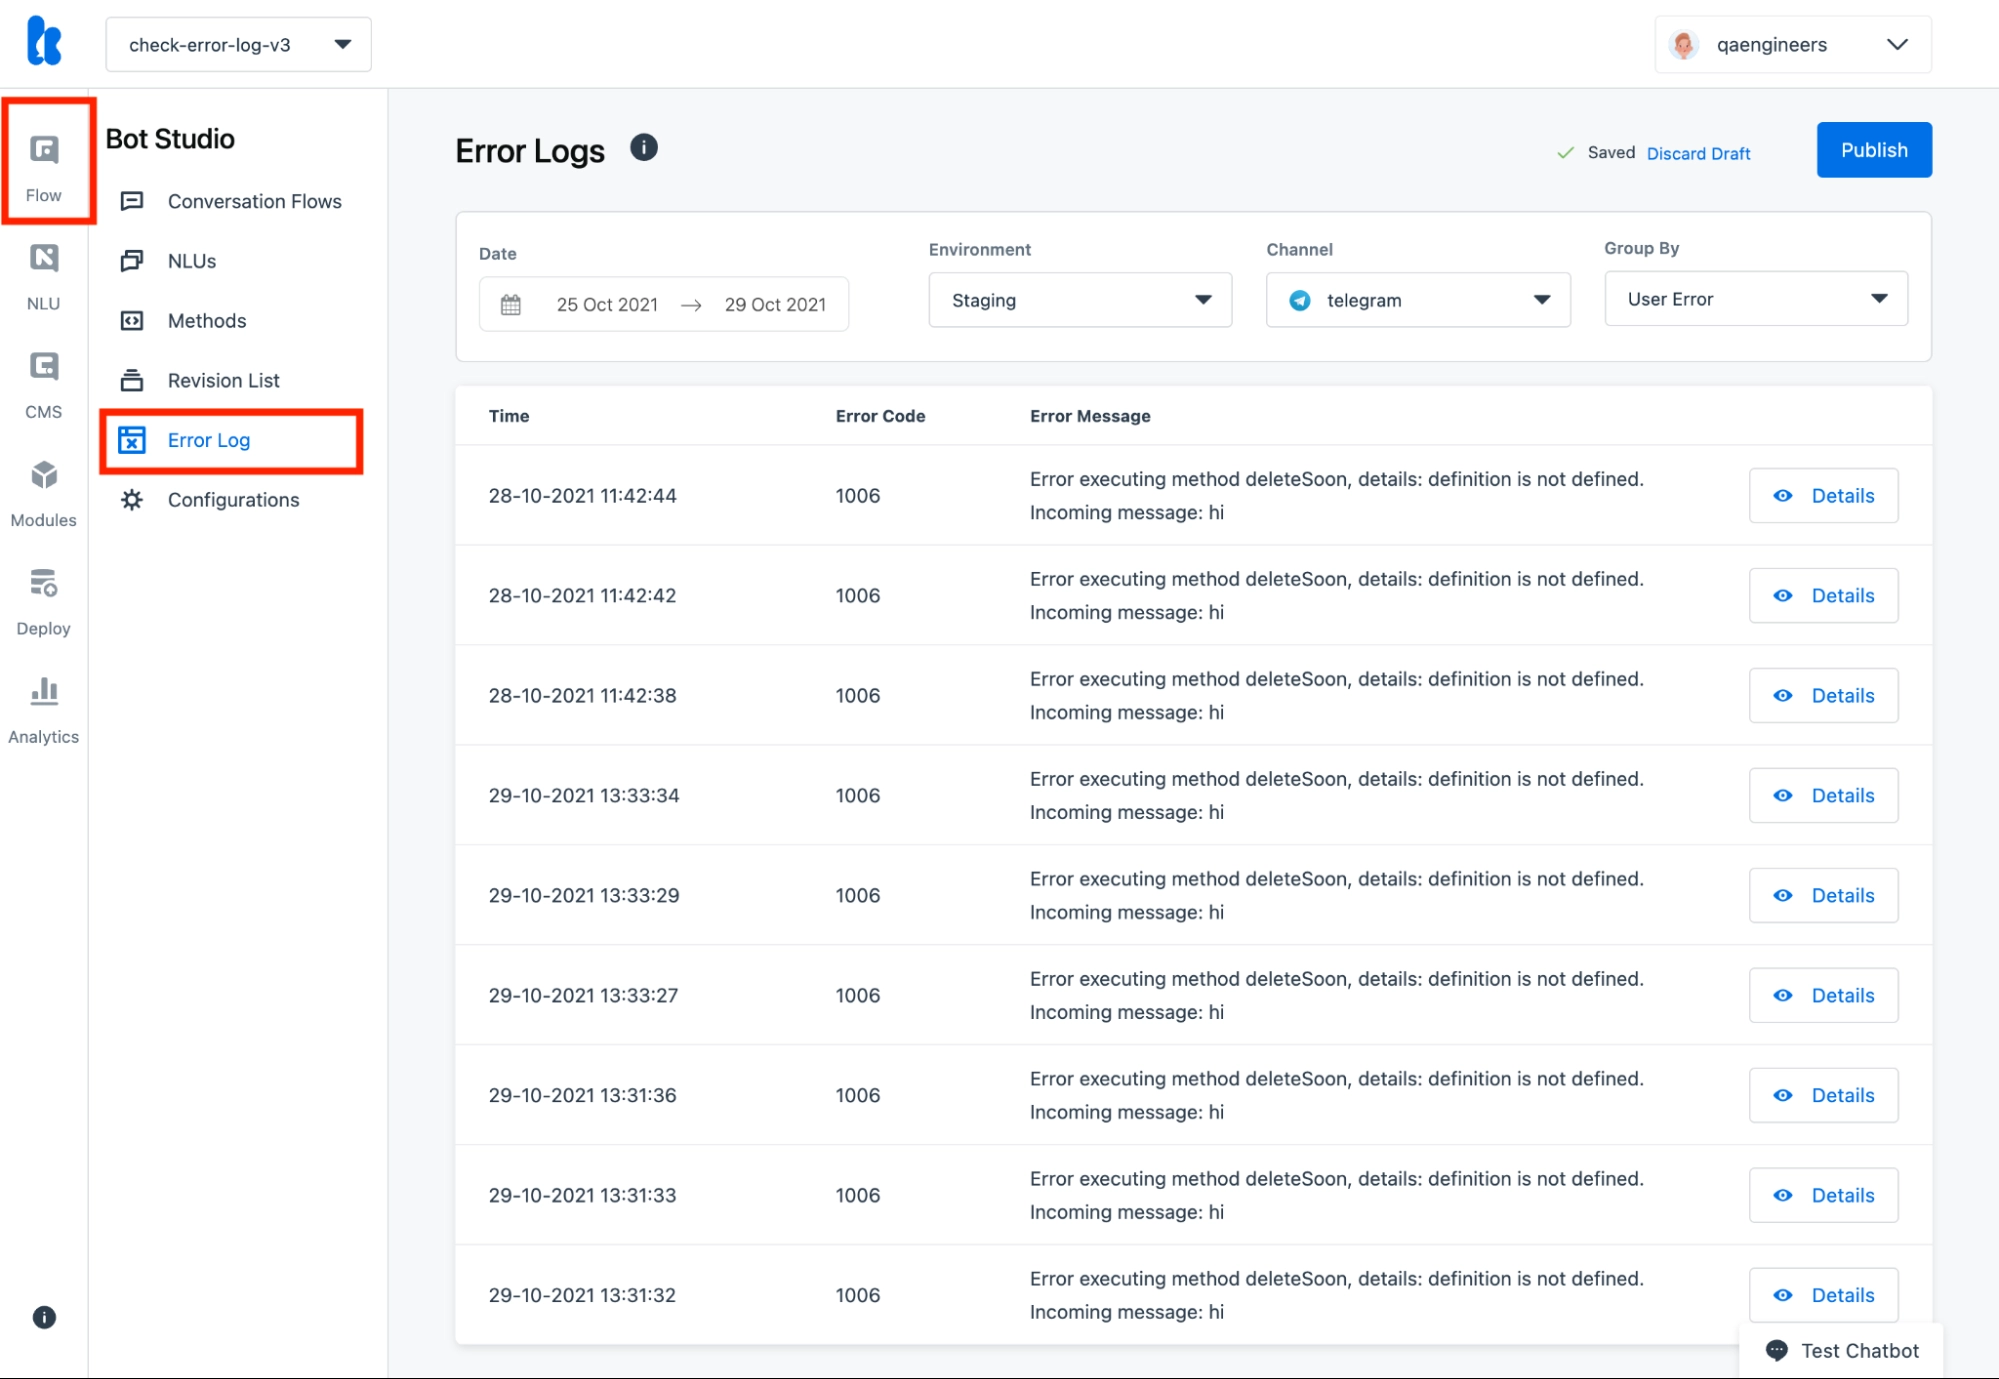 check-error-log-v3
qaengineers
Flow
NLU
CMS
Modules
Deploy
Analytics
Bot Studio
Conversation Flows
NLUs
Methods
Revision List
Error Log
Configurations
Error Logs
Saved Discard Draft
Publish
Date
25 Oct 2021 → 29 Oct 2021
Environment
Staging
Channel
telegram
Group By
User Error
Time Error Code Error Message
28-10-2021 11:42:44 1006 Error executing method deleteSoon, details: definition is not defined.
Incoming message: hi
Details
28-10-2021 11:42:42 1006 Error executing method deleteSoon, details: definition is not defined.
Incoming message: hi
Details
28-10-2021 11:42:38 1006 Error executing method deleteSoon, details: definition is not defined.
Incoming message: hi
Details
29-10-2021 13:33:34 1006 Error executing method deleteSoon, details: definition is not defined.
Incoming message: hi
Details
29-10-2021 13:33:29 1006 Error executing method deleteSoon, details: definition is not defined.
Incoming message: hi
Details
29-10-2021 13:33:27 1006 Error executing method deleteSoon, details: definition is not defined.
Incoming message: hi
Details
29-10-2021 13:31:36 1006 Error executing method deleteSoon, details: definition is not defined.
Incoming message: hi
Details
29-10-2021 13:31:33 1006 Error executing method deleteSoon, details: definition is not defined.
Incoming message: hi
Details
29-10-2021 13:31:32 1006 Error executing method deleteSoon, details: definition is not defined.
Incoming message: hi
Details
Test Chatbot